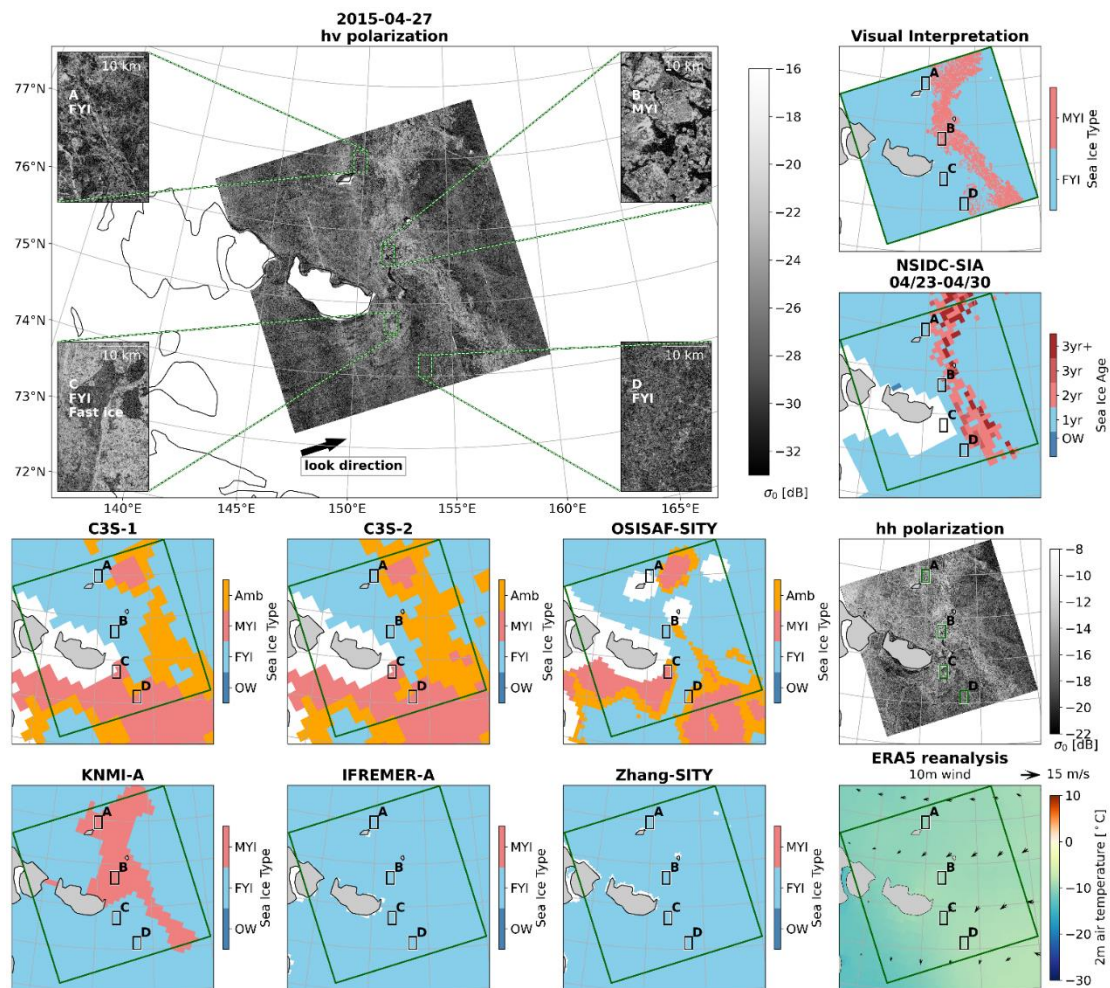 2015-04-27
hv polarization
A
FYI
10 km
B
MYI
10 km
C
FYI
Fast ice
10 km
D
FYI
10 km
look direction
77°N
76°N
75°N
74°N
73°N
72°N
140°E
145°E
150°E
155°E
160°E
165°E
−16
−18
−20
−22
−24
−26
−28
−30
−32
σ₀ [dB]
Visual Interpretation
A
B
C
D
MYI
FYI
Sea Ice Type
NSIDC-SIA
04/23-04/30
A
B
C
D
3yr+
3yr
2yr
1yr
OW
Sea Ice Age
C3S-1
A
B
C
D
Amb
MYI
FYI
OW
Sea Ice Type
C3S-2
A
B
C
D
Amb
MYI
FYI
OW
Sea Ice Type
OSISAF-SITY
A
B
C
D
Amb
MYI
FYI
OW
Sea Ice Type
hh polarization
A
B
C
D
−8
−10
−12
−14
−16
−18
−20
−22
σ₀ [dB]
KNMI-A
A
B
C
D
MYI
FYI
OW
Sea Ice Type
IFREMER-A
A
B
C
D
MYI
FYI
OW
Sea Ice Type
Zhang-SITY
A
B
C
D
MYI
FYI
OW
Sea Ice Type
ERA5 reanalysis
10m wind
15 m/s
A
B
C
D
10
0
−10
−20
−30
2m air temperature [°C]